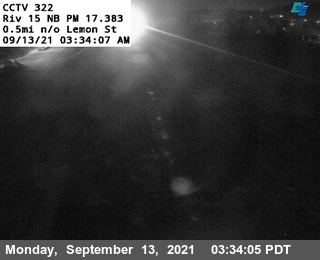 CCTV 322
Riv 15 NB PM 17.383
0.5mi n/o Lemon St
09/13/21 03:34:07 AM
Monday, September 13, 2021 03:34:05 PDT